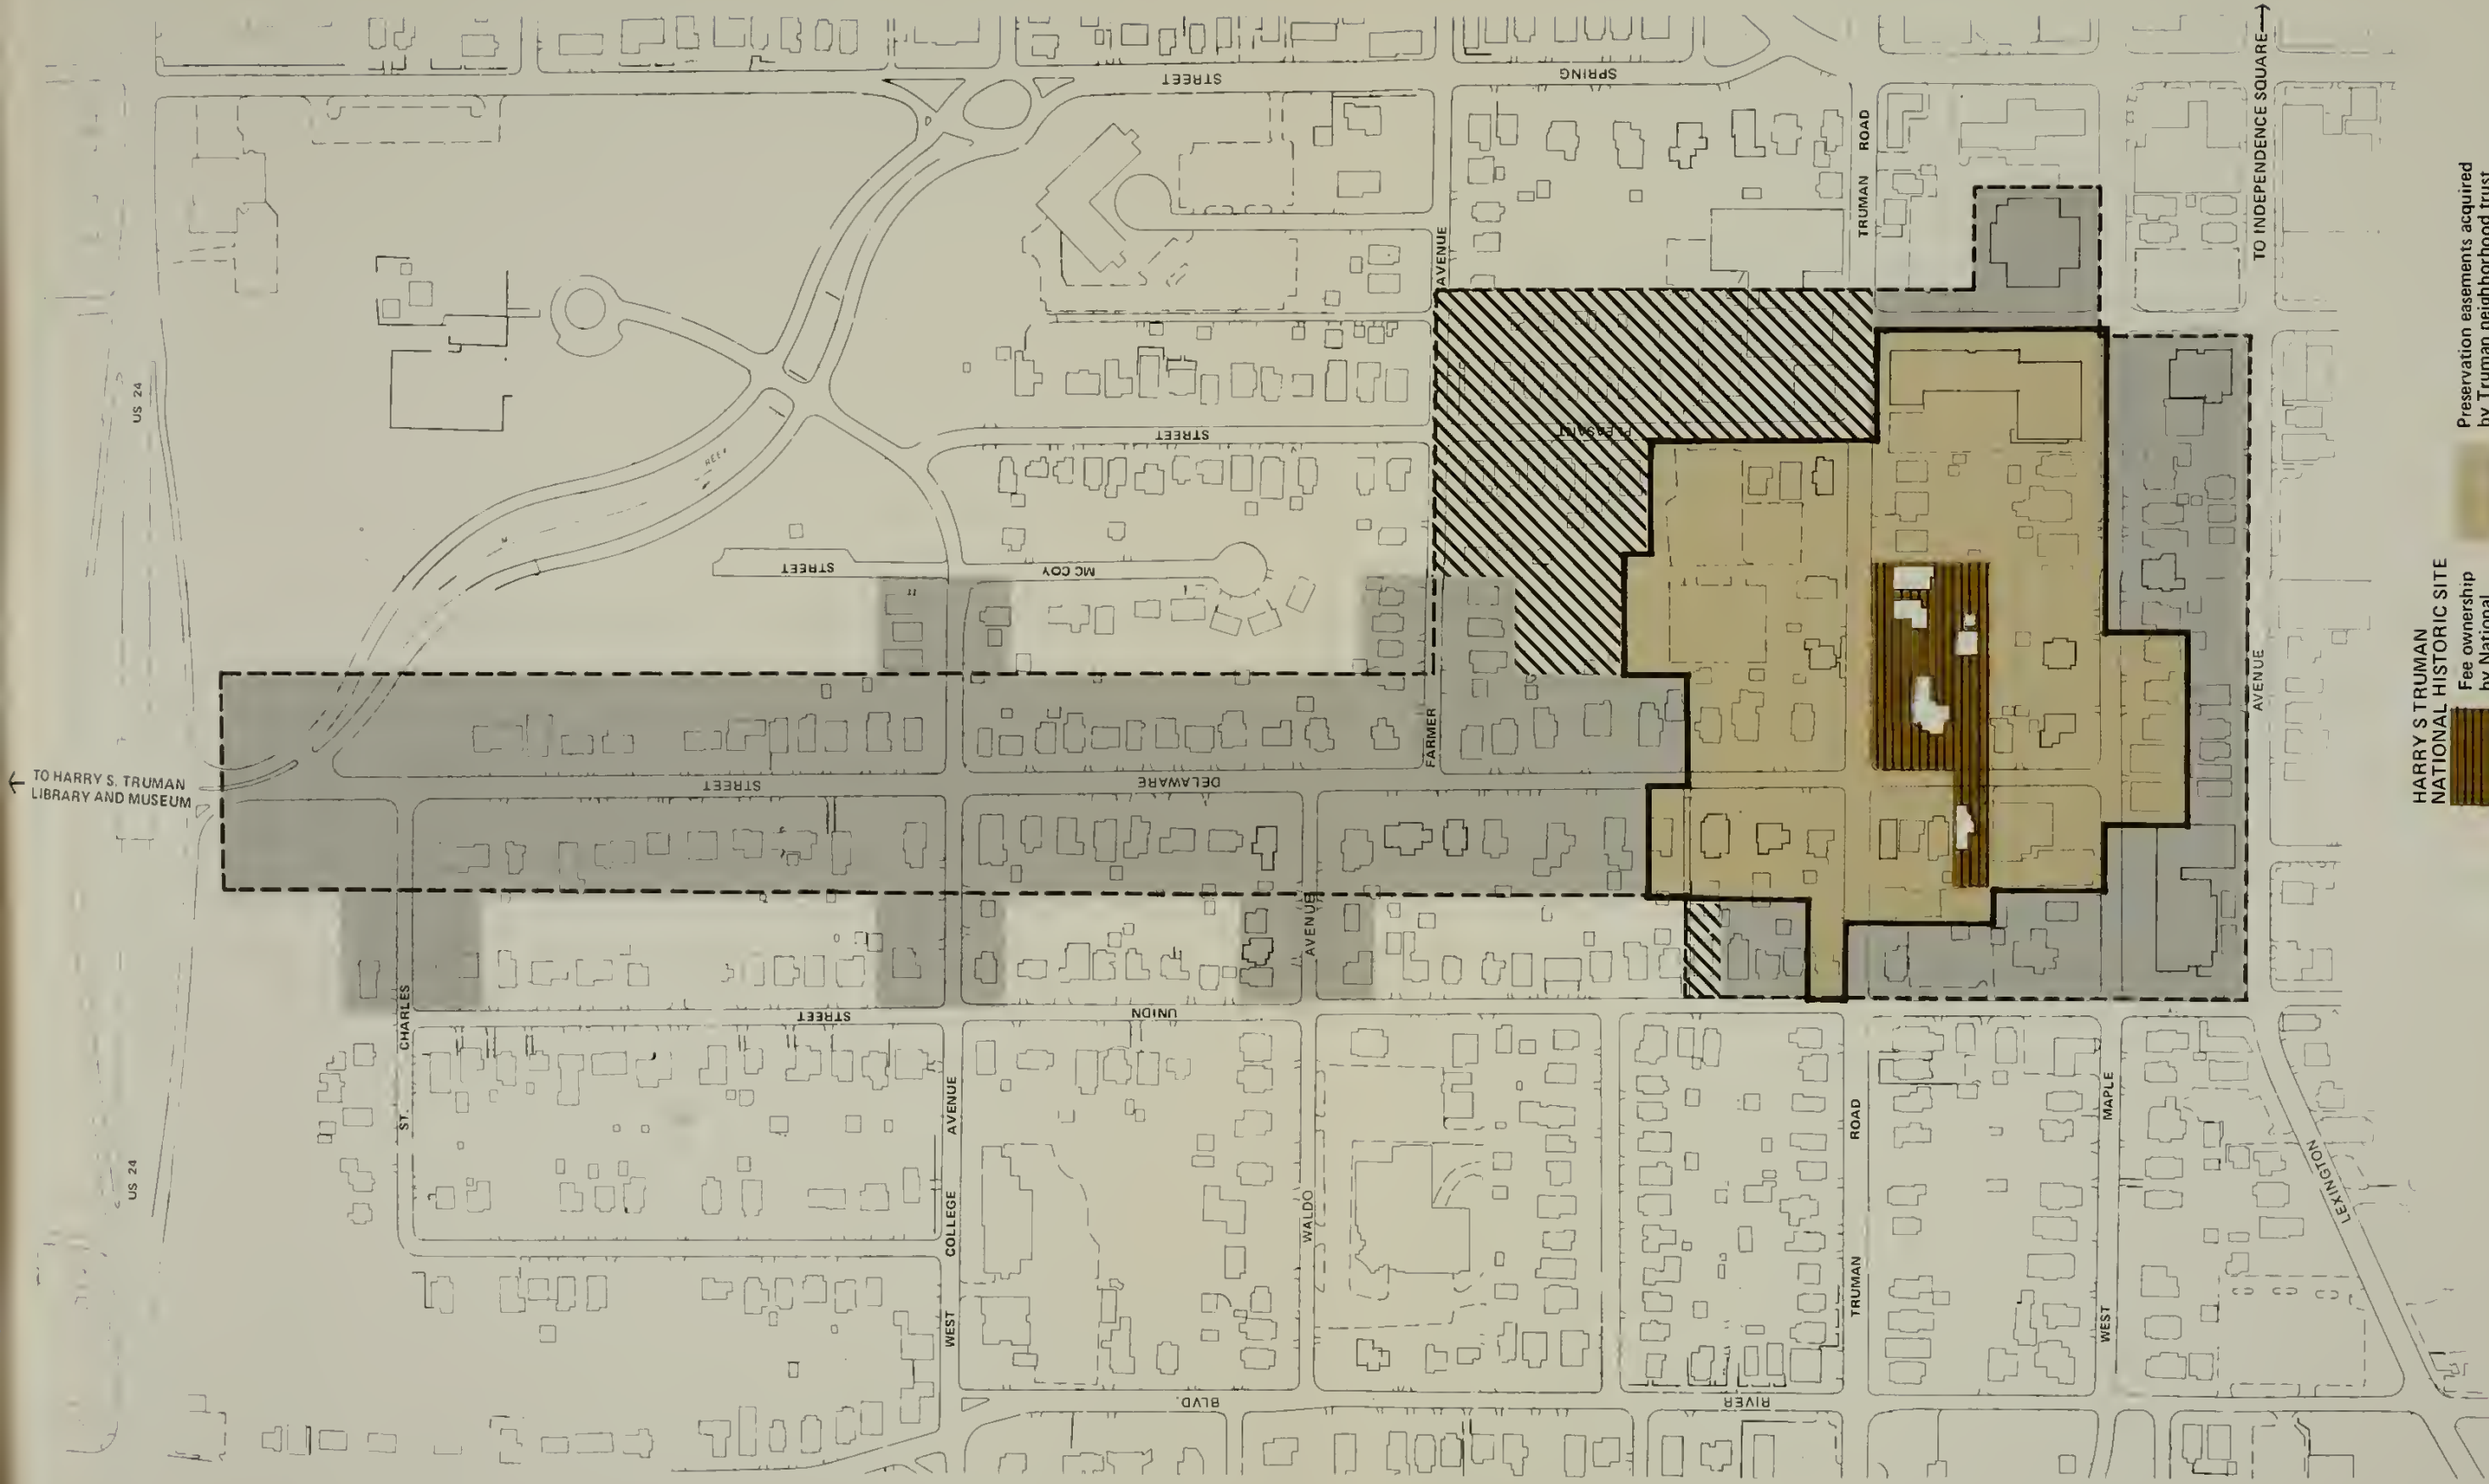 STREET
SPRING
TO INDEPENDENCE SQUARE
ROAD
TRUMAN
AVENUE
US 24
STREET
PLEASANT
STREET
MC COY
FARMER
AVENUE
TO HARRY S. TRUMAN
LIBRARY AND MUSEUM
STREET
DELAWARE
AVENUE
STREET
UNION
ST. CHARLES
US 24
WEST COLLEGE AVENUE
WALDO
TRUMAN ROAD
WEST MAPLE
LEXINGTON
BLVD
RIVER
HARRY S TRUMAN
NATIONAL HISTORIC SITE
Fee ownership
by National
Preservation easements acquired
by Truman neighborhood trust